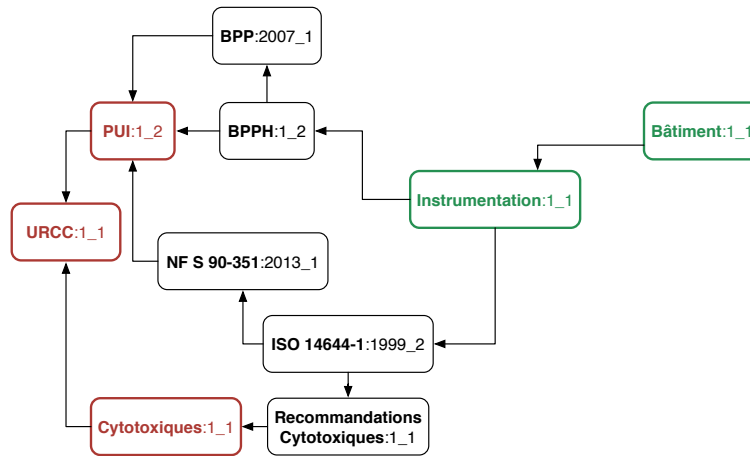 BPP:2007_1
PUI:1_2
BPPH:1_2
Bâtiment:1_1
Instrumentation:1_1
URCC:1_1
NF S 90-351:2013_1
ISO 14644-1:1999_2
Recommandations
Cytotoxiques:1_1
Cytotoxiques:1_1